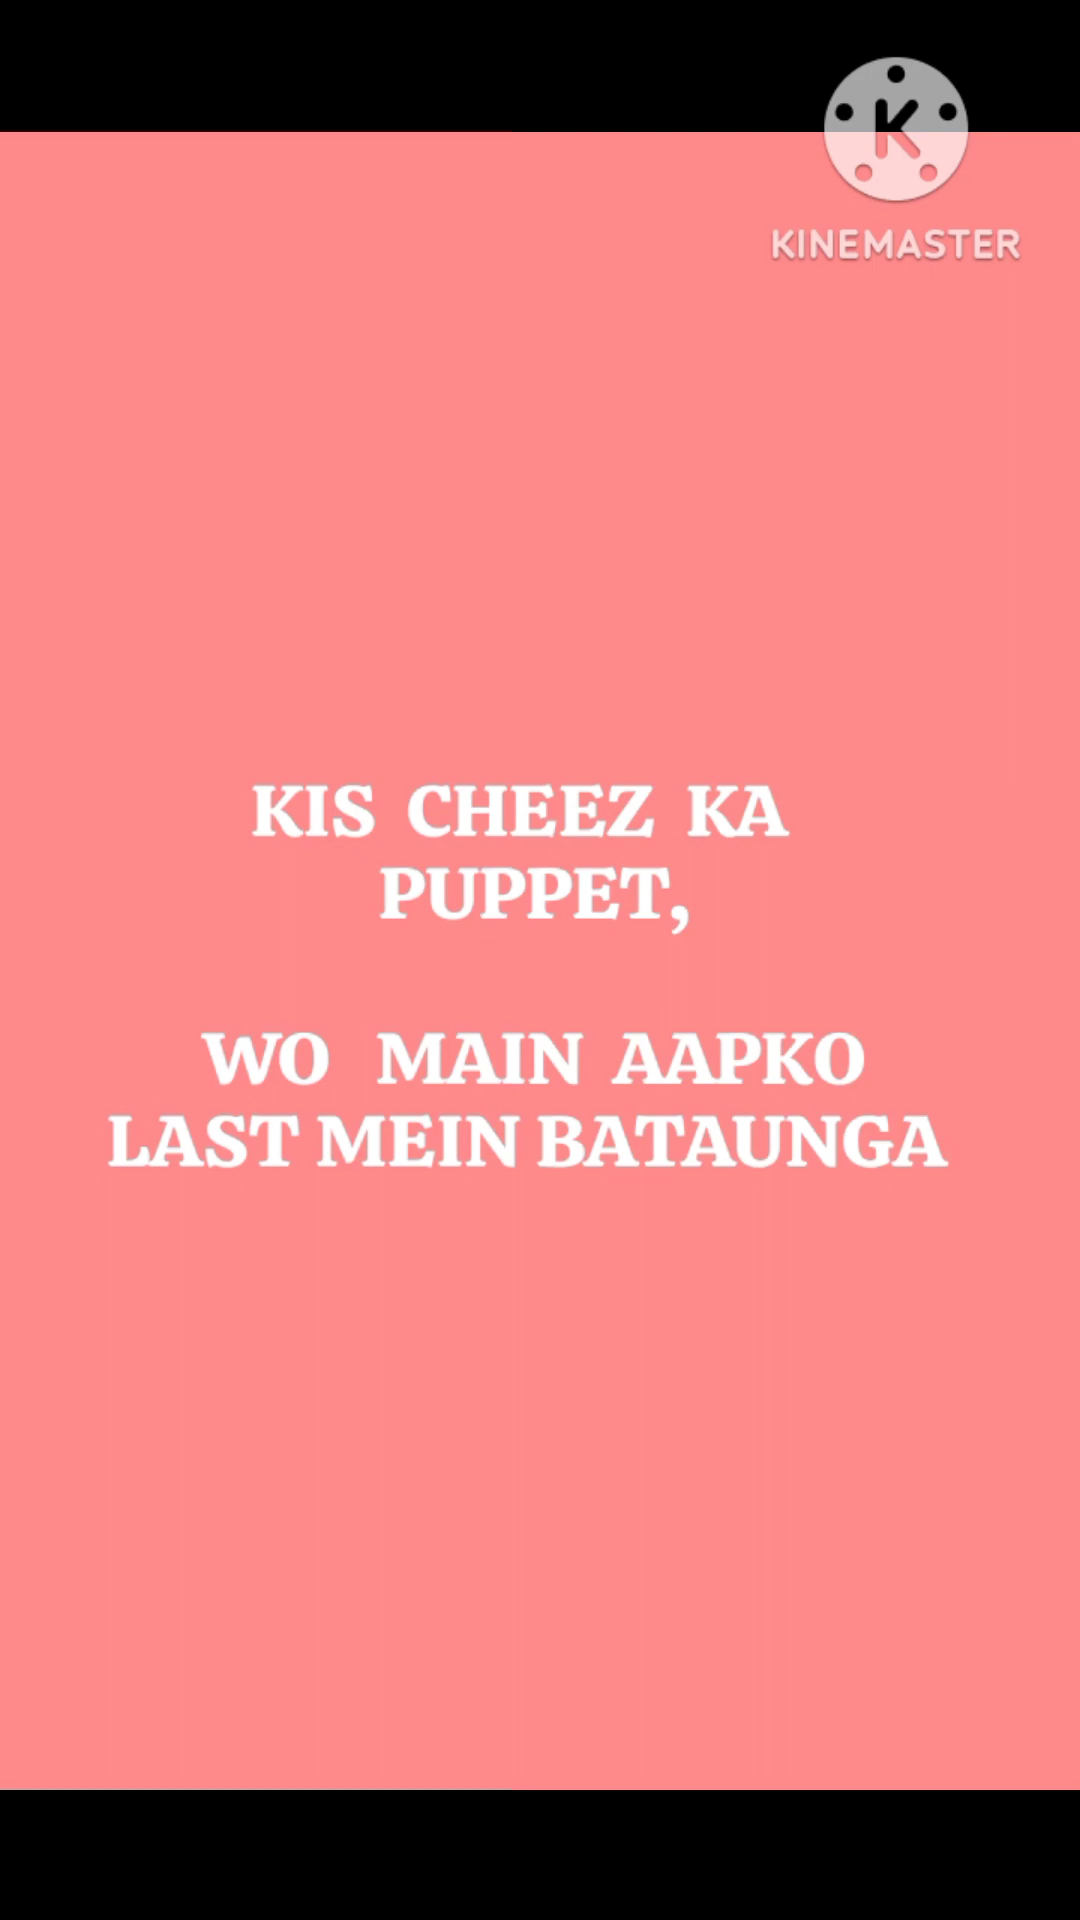 KINEMASTER
KIS CHEEZ KA
PUPPET,
WO MAIN AAPKO
LAST MEIN BATAUNGA